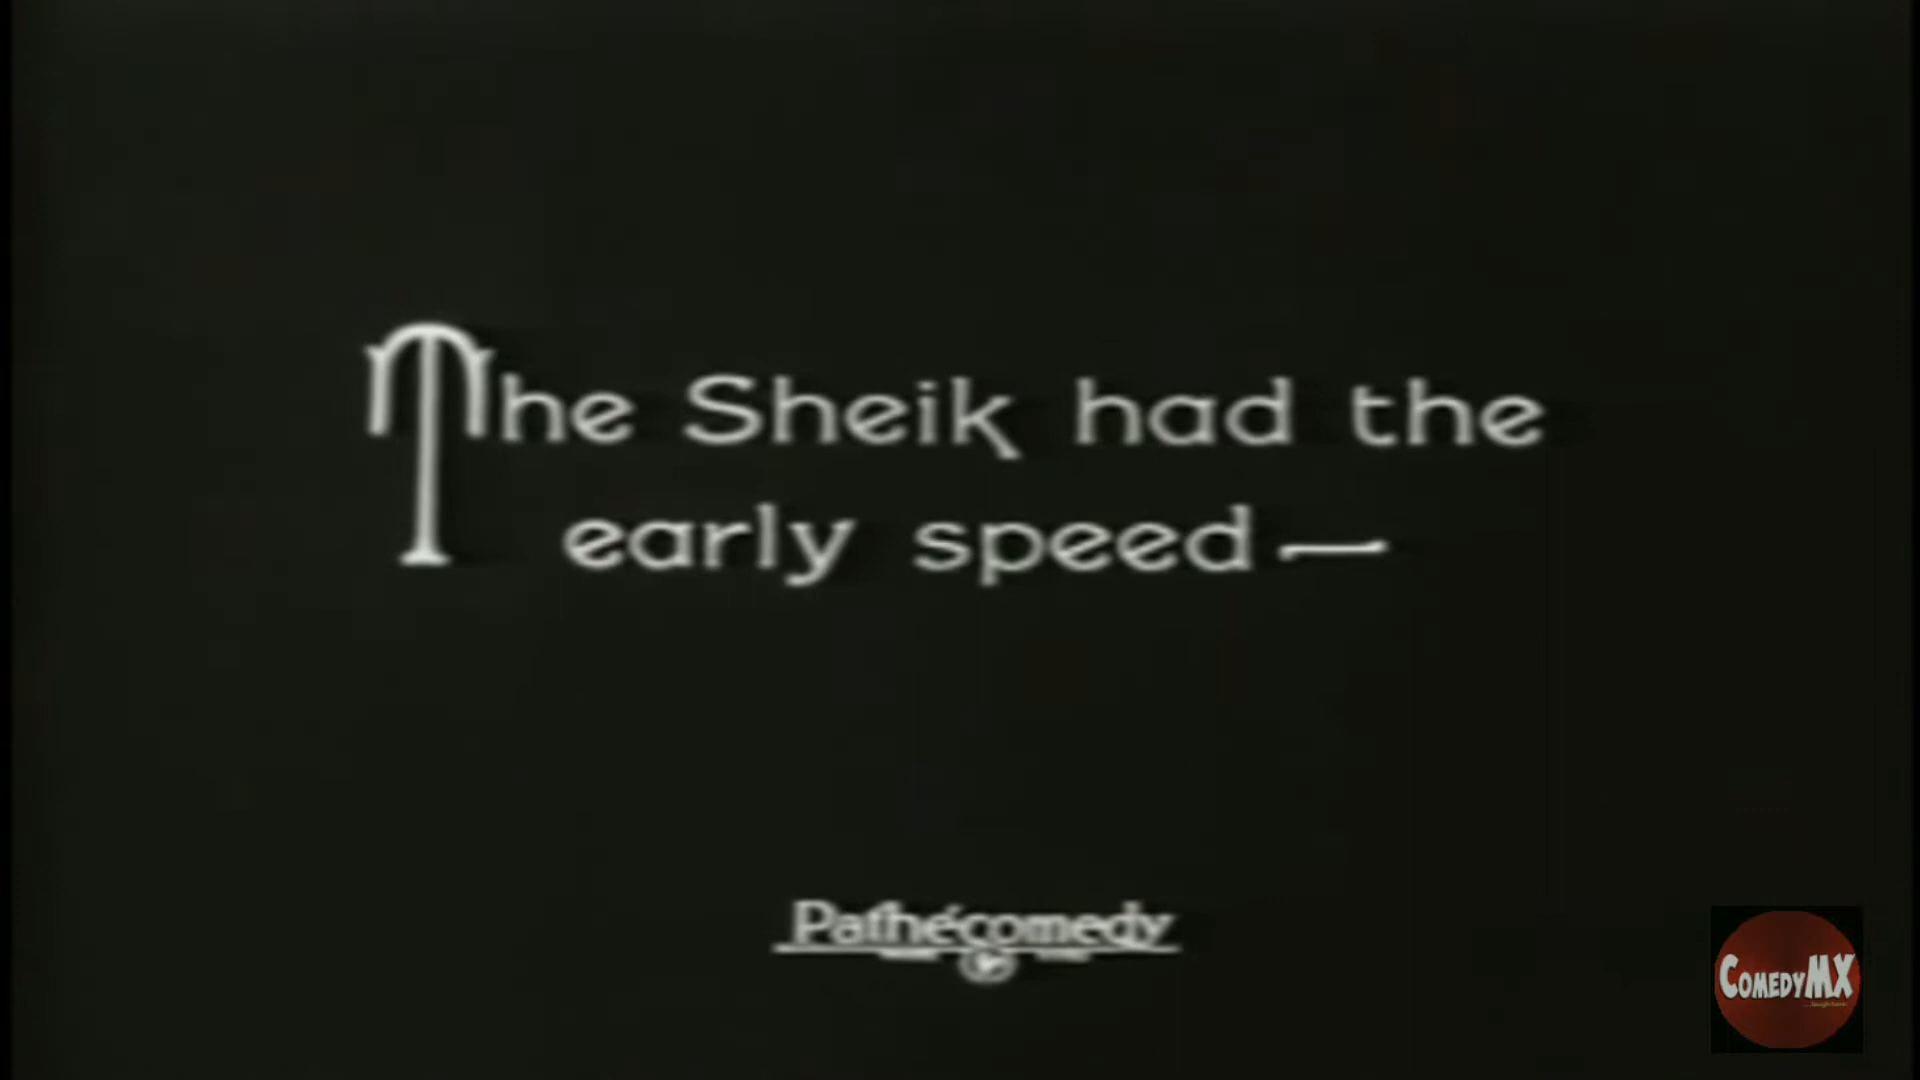 The Sheik had the
early speed—
Pathécomedy
COMEDYMX